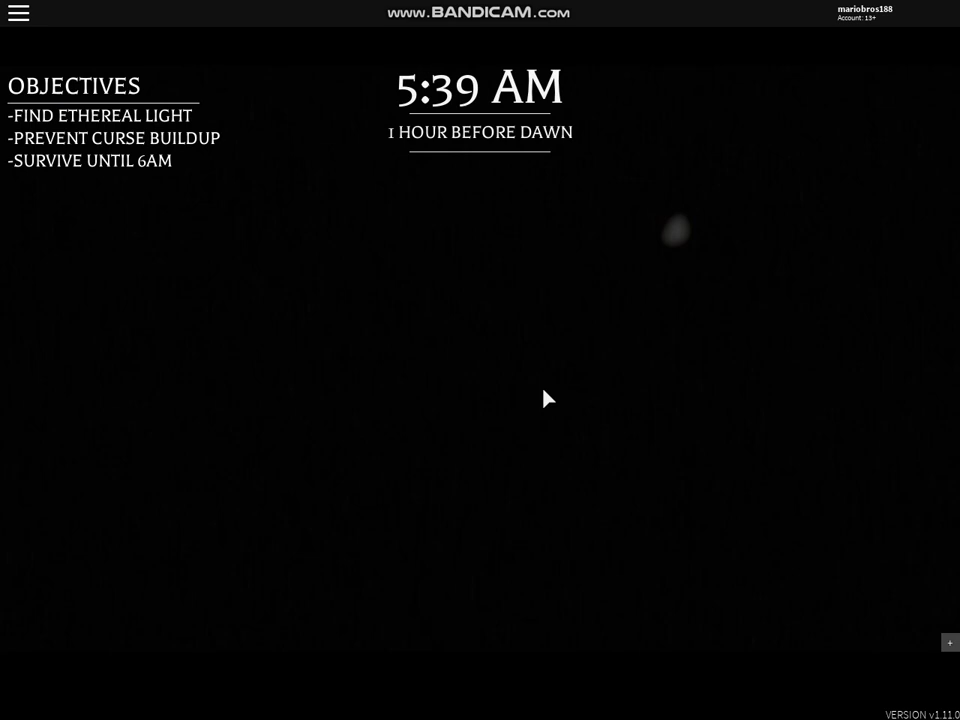 www.BANDICAM.com
mariobros188
Account: 13+
OBJECTIVES
-FIND ETHEREAL LIGHT
-PREVENT CURSE BUILDUP
-SURVIVE UNTIL 6AM
5:39 AM
1 HOUR BEFORE DAWN
+
VERSION v1.11.0